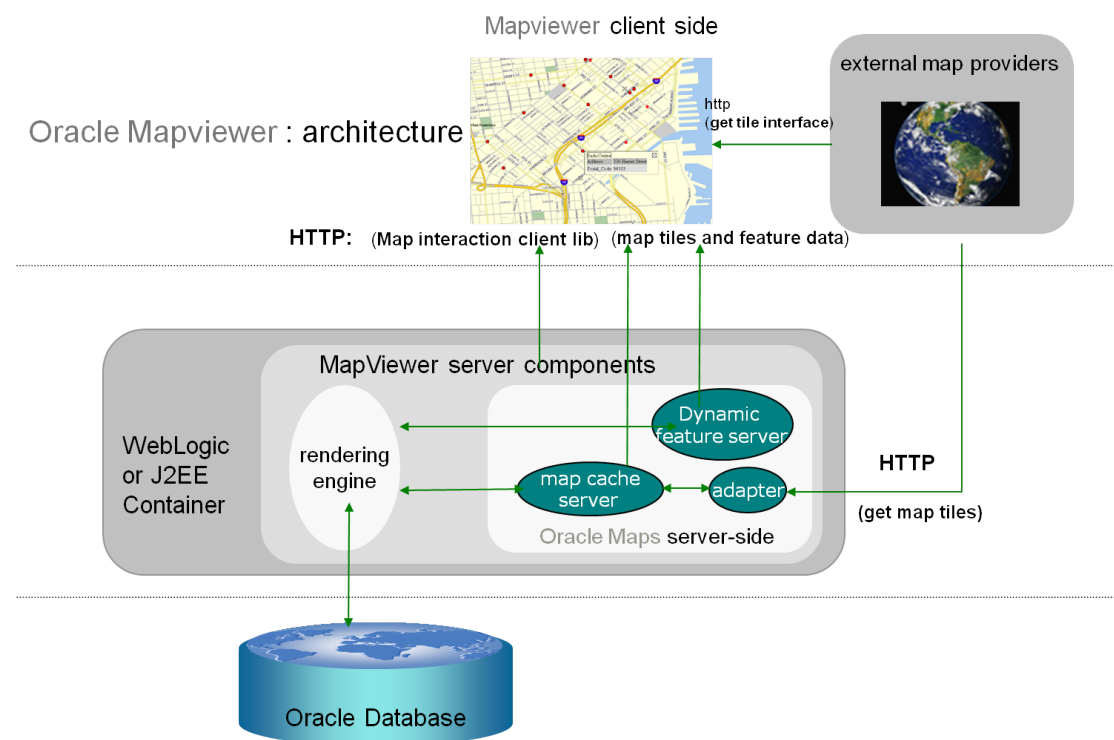 Mapviewer client side
external map providers
http
(get tile interface)
Oracle Mapviewer : architecture
HTTP: (Map interaction client lib) (map tiles and feature data)
MapViewer server components
WebLogic
or J2EE
Container
rendering
engine
Dynamic
feature server
map cache
server
adapter
Oracle Maps server-side
HTTP
(get map tiles)
Oracle Database